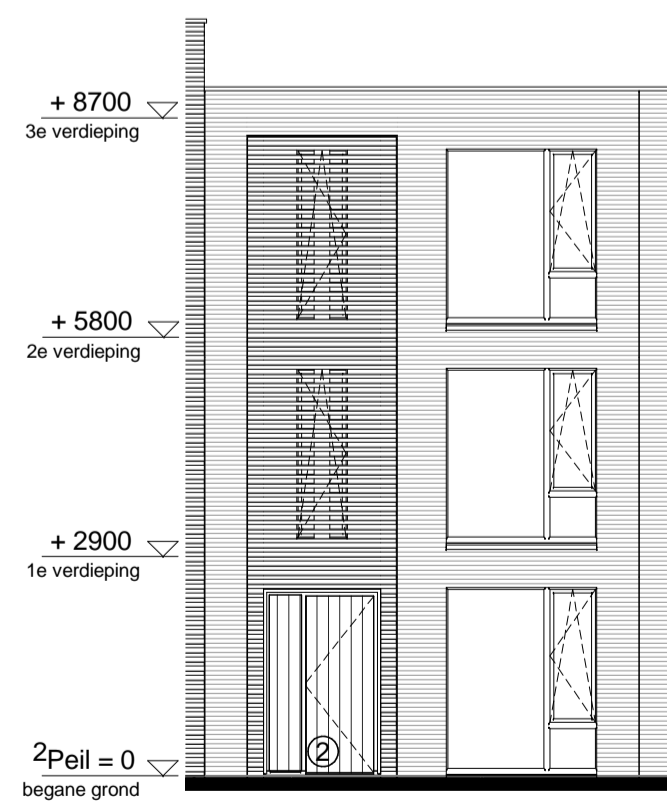 + 8700
3e verdieping
+ 5800
2e verdieping
+ 2900
1e verdieping
2
2Peil = 0
begane grond